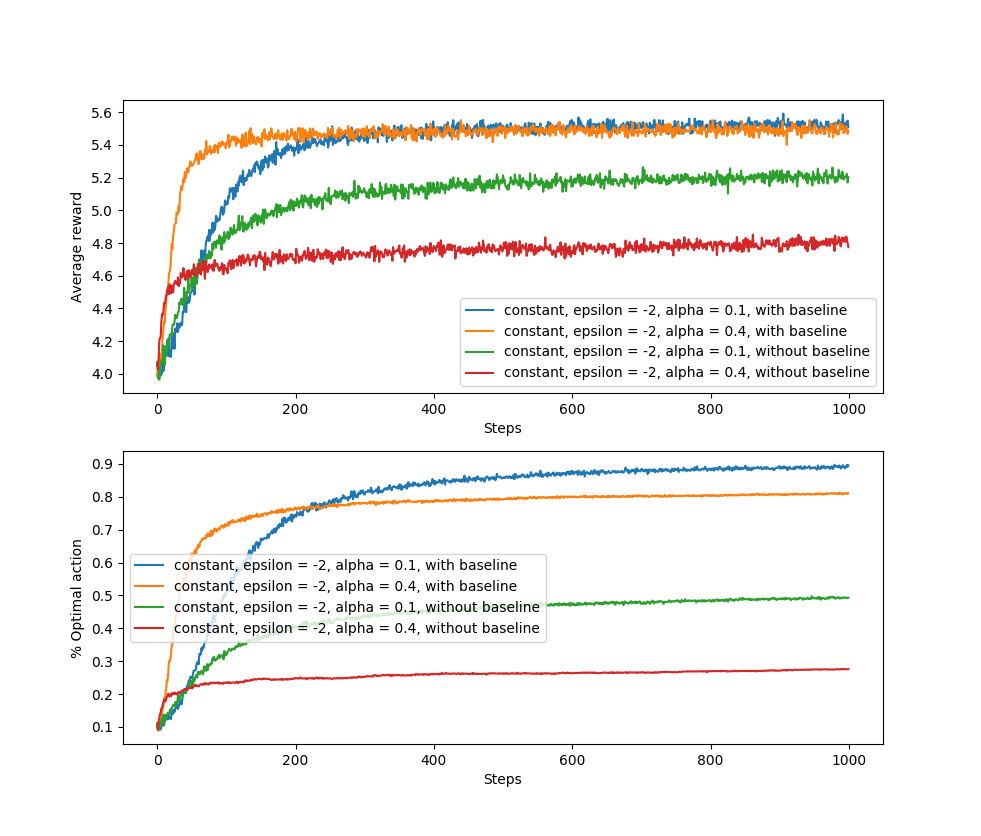 5.6
5.4
5.2
5.0
4.8
4.6
4.4
4.2
4.0
Average reward
constant, epsilon = -2, alpha = 0.1, with baseline
constant, epsilon = -2, alpha = 0.4, with baseline
constant, epsilon = -2, alpha = 0.1, without baseline
constant, epsilon = -2, alpha = 0.4, without baseline
0 200 400 600 800 1000
Steps
0.9
0.8
0.7
0.6
0.5
0.4
0.3
0.2
0.1
% Optimal action
constant, epsilon = -2, alpha = 0.1, with baseline
constant, epsilon = -2, alpha = 0.4, with baseline
constant, epsilon = -2, alpha = 0.1, without baseline
constant, epsilon = -2, alpha = 0.4, without baseline
0 200 400 600 800 1000
Steps